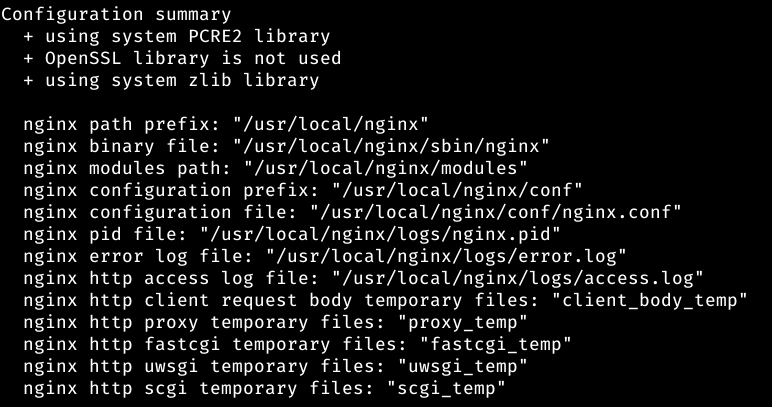 Configuration summary
+ using system PCRE2 library
+ OpenSSL library is not used
+ using system zlib library
nginx path prefix: "/usr/local/nginx"
nginx binary file: "/usr/local/nginx/sbin/nginx"
nginx modules path: "/usr/local/nginx/modules"
nginx configuration prefix: "/usr/local/nginx/conf"
nginx configuration file: "/usr/local/nginx/conf/nginx.conf"
nginx pid file: "/usr/local/nginx/logs/nginx.pid"
nginx error log file: "/usr/local/nginx/logs/error.log"
nginx http access log file: "/usr/local/nginx/logs/access.log"
nginx http client request body temporary files: "client_body_temp"
nginx http proxy temporary files: "proxy_temp"
nginx http fastcgi temporary files: "fastcgi_temp"
nginx http uwsgi temporary files: "uwsgi_temp"
nginx http scgi temporary files: "scgi_temp"